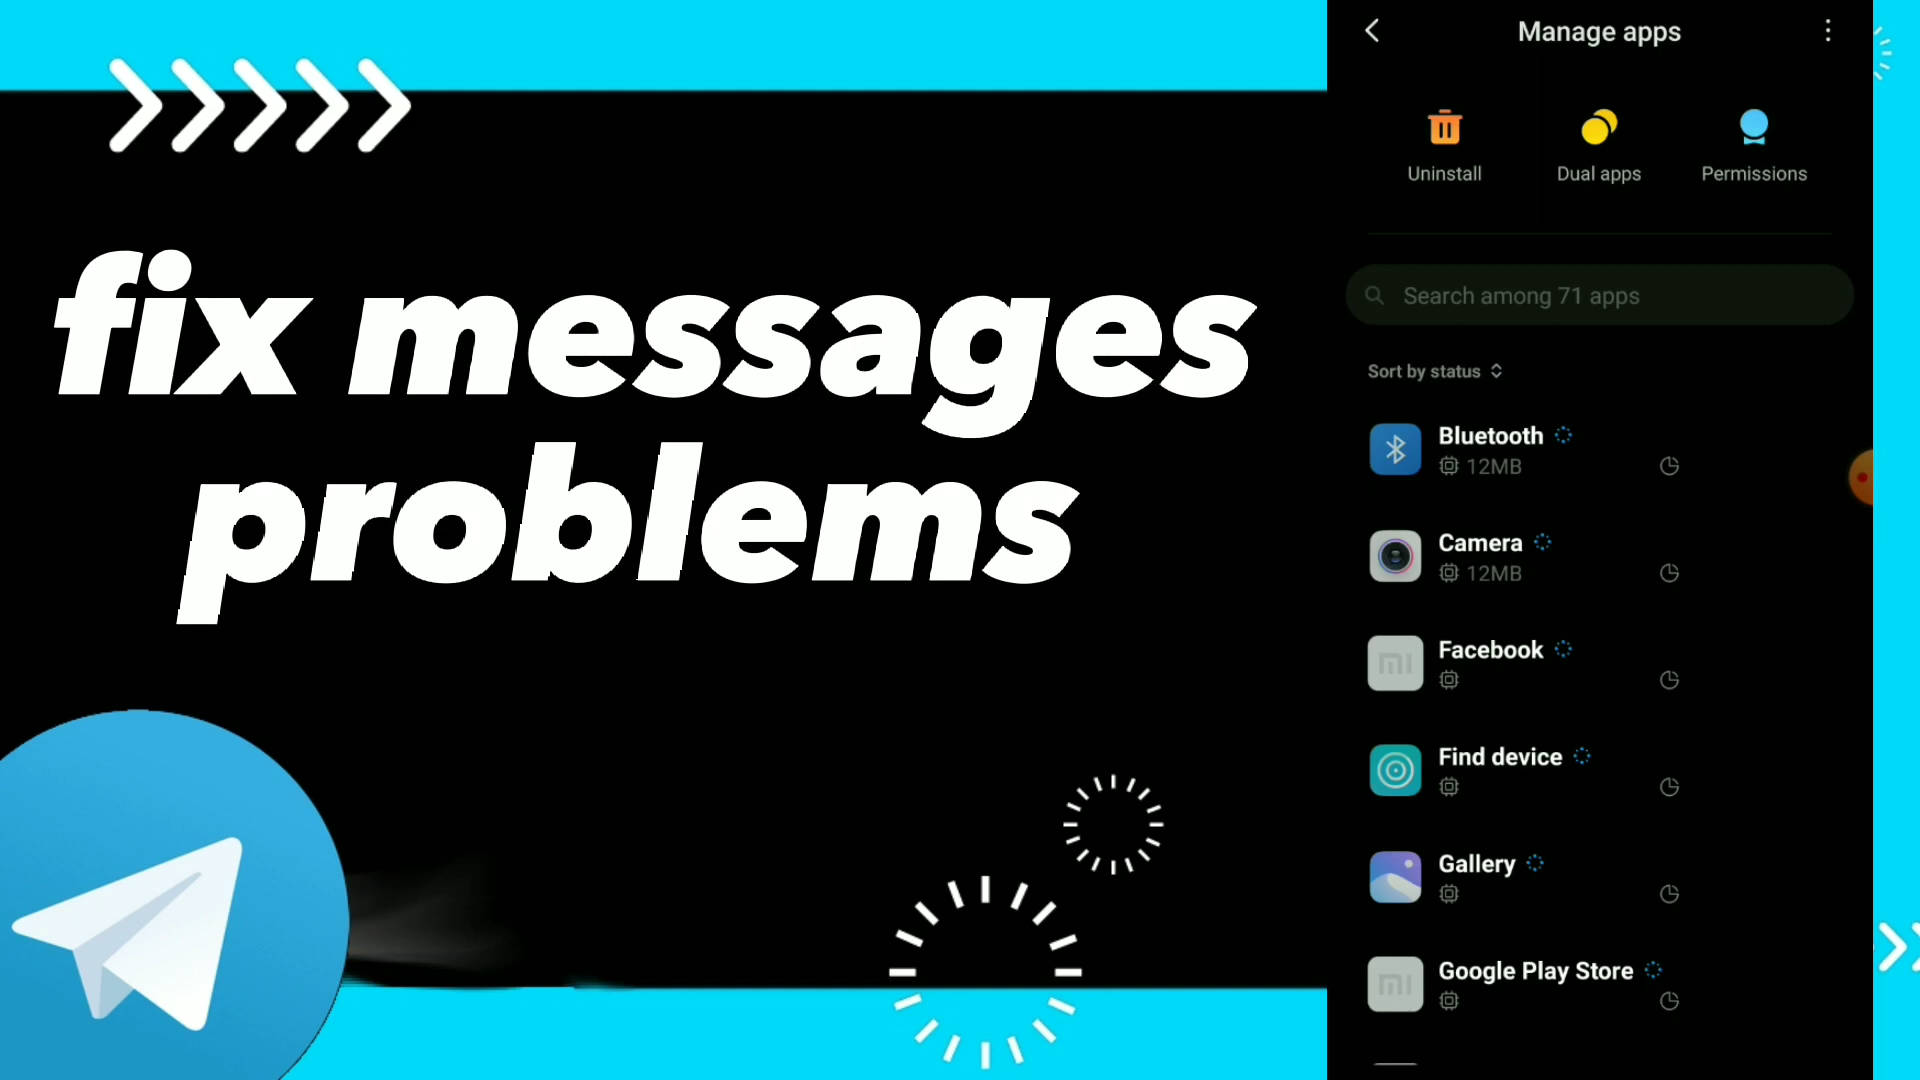 fix messages
problems
Manage apps
Uninstall
Dual apps
Permissions
Search among 71 apps
Sort by status
Bluetooth
12MB
Camera
12MB
Facebook
Find device
Gallery
Google Play Store